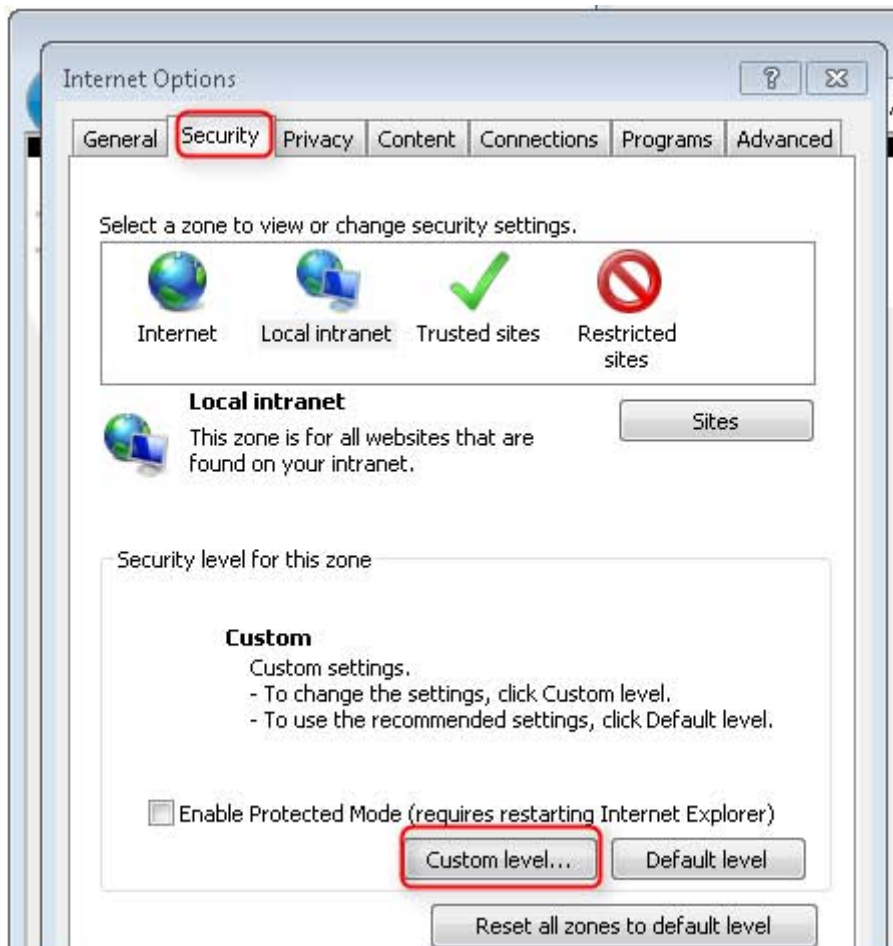 Internet Options
General Security Privacy Content Connections Programs Advanced
Select a zone to view or change security settings.
Internet Local intranet Trusted sites Restricted sites
Local intranet
Sites
This zone is for all websites that are
found on your intranet.
Security level for this zone
Custom
Custom settings.
- To change the settings, click Custom level.
- To use the recommended settings, click Default level.
Enable Protected Mode (requires restarting Internet Explorer)
Custom level... Default level
Reset all zones to default level